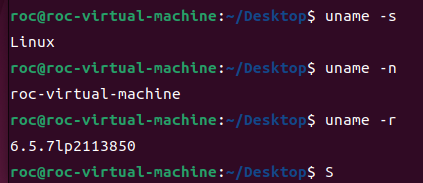 roc@roc-virtual-machine:~/Desktop$ uname -s
Linux
roc@roc-virtual-machine:~/Desktop$ uname -n
roc-virtual-machine
roc@roc-virtual-machine:~/Desktop$ uname -r
6.5.7lp2113850
roc@roc-virtual-machine:~/Desktop$ S